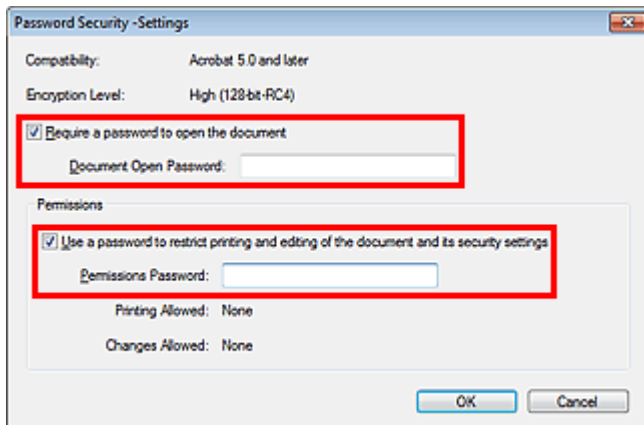 Password Security -Settings
Compatibility: Acrobat 5.0 and later
Encryption Level: High (128-bit-RC4)
Require a password to open the document
Document Open Password:
Permissions
Use a password to restrict printing and editing of the document and its security settings
Permissions Password:
Printing Allowed: None
Changes Allowed: None
OK Cancel